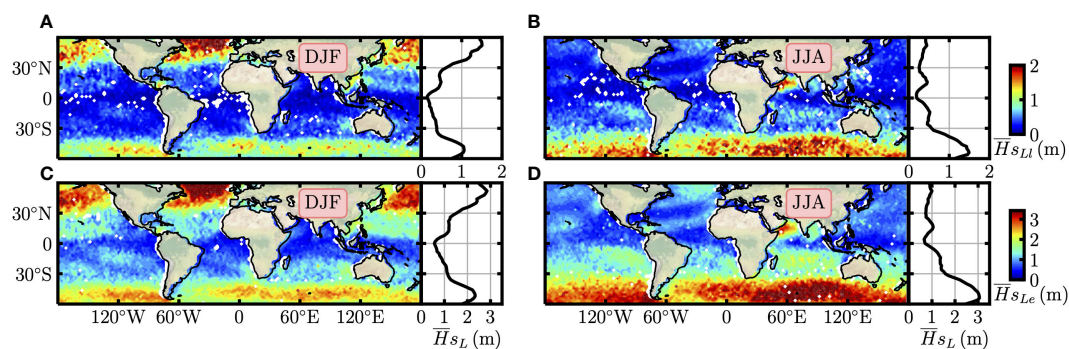 A
B
DJF
JJA
30°N
0
30°S
2
1
0
H̅s_Ll (m)
0 1 2
0 1 2
C
D
DJF
JJA
30°N
0
30°S
3
2
1
0
H̅s_Le (m)
120°W 60°W 0 60°E 120°E
0 1 2 3
120°W 60°W 0 60°E 120°E
0 1 2 3
H̅s_L (m)
H̅s_L (m)